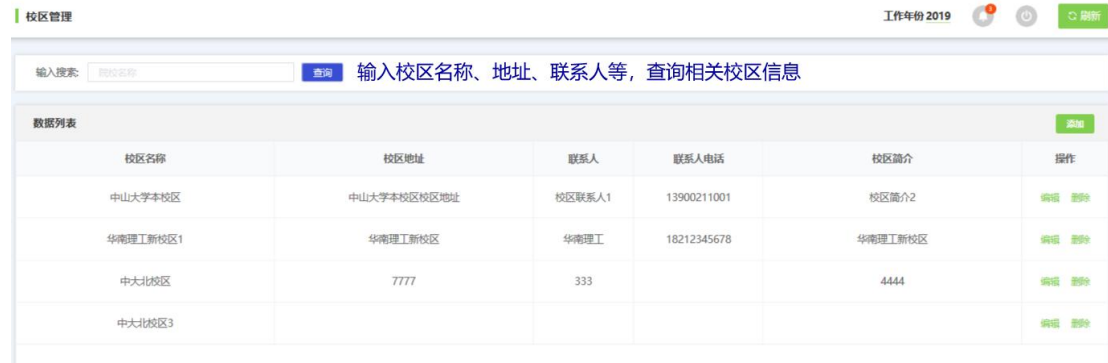 校区管理 工作年份 2019 刷新
输入搜索: 院校名称 查询 输入校区名称、地址、联系人等，查询相关校区信息
数据列表 添加
校区名称 校区地址 联系人 联系人电话 校区简介 操作
中山大学本校区 中山大学本校区校区地址 校区联系人1 13900211001 校区简介2 编辑 删除
华南理工新校区1 华南理工新校区 华南理工 18212345678 华南理工新校区 编辑 删除
中大北校区 7777 333 4444 编辑 删除
中大北校区3 编辑 删除